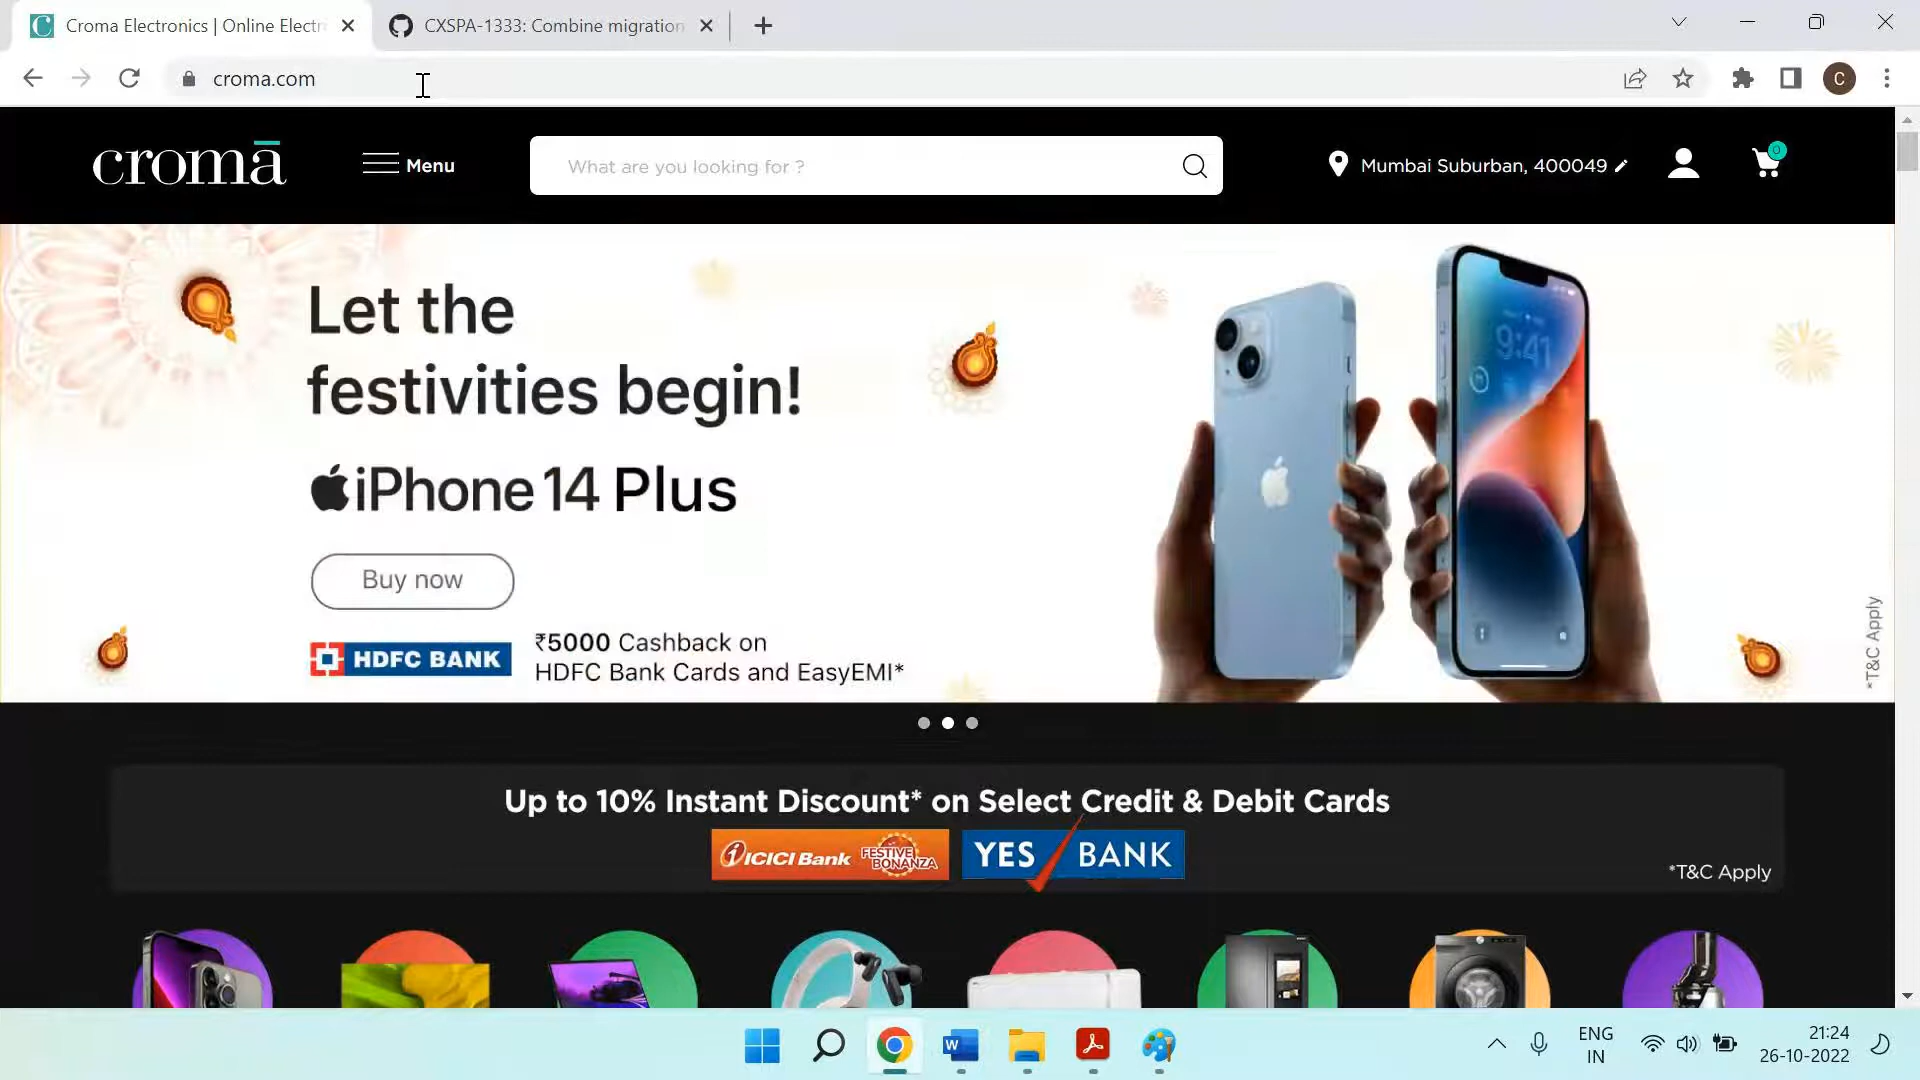 Croma Electronics | Online Electr
CXSPA-1333: Combine migration
croma.com
C
cromā
Menu
What are you looking for ?
Mumbai Suburban, 400049
0
Let the
festivities begin!
iPhone 14 Plus
Buy now
HDFC BANK
₹5000 Cashback on
HDFC Bank Cards and EasyEMI*
9:41
*T&C Apply
Up to 10% Instant Discount* on Select Credit & Debit Cards
ICICI Bank FESTIVE BONANZA
YES BANK
*T&C Apply
W
ENG
IN
21:24
26-10-2022